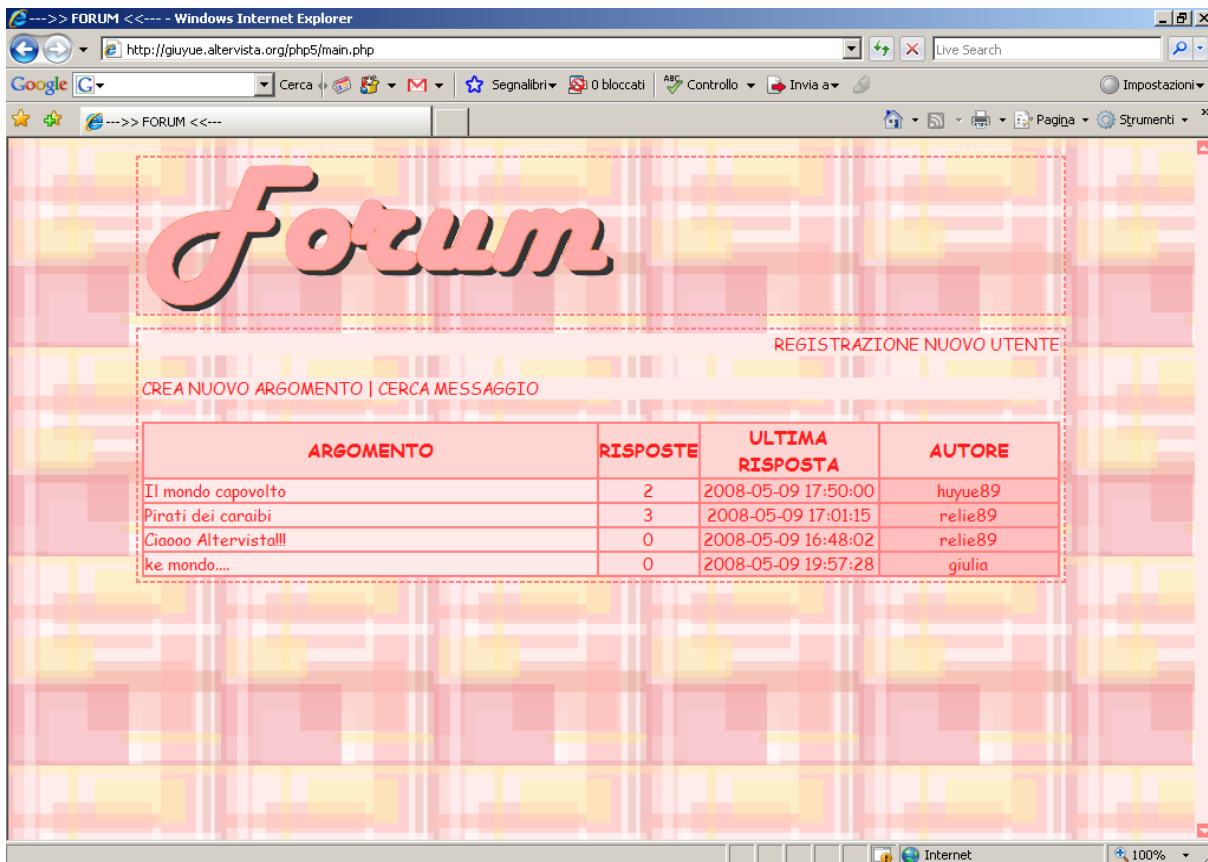 --->> FORUM <<--- - Windows Internet Explorer
http://giuyue.altervista.org/php5/main.php
Live Search
Google G Cerca Segnalibri 0 bloccati ABC Controllo Invia a Impostazioni
--->> FORUM <<---
Pagina Strumenti »
Forum
REGISTRAZIONE NUOVO UTENTE
CREA NUOVO ARGOMENTO | CERCA MESSAGGIO
ARGOMENTO RISPOSTE ULTIMA RISPOSTA AUTORE
Il mondo capovolto 2 2008-05-09 17:50:00 huyue89
Pirati dei caraibi 3 2008-05-09 17:01:15 relie89
Ciaooo Altervista!!! 0 2008-05-09 16:48:02 relie89
ke mondo.... 0 2008-05-09 19:57:28 giulia
Internet 100%